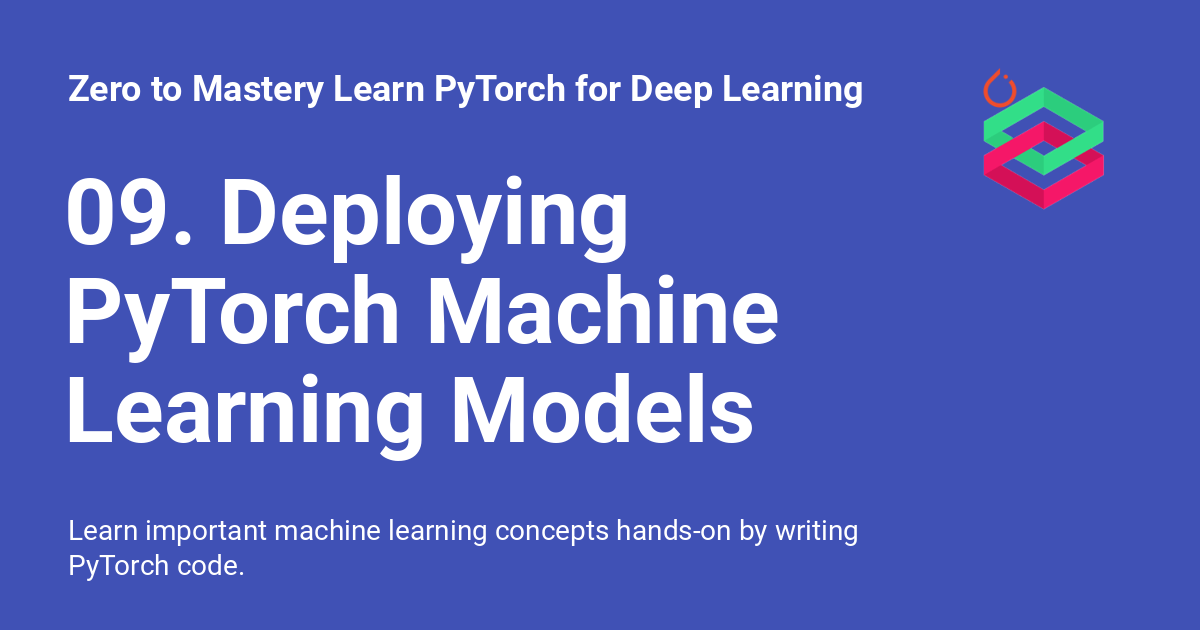 Zero to Mastery Learn PyTorch for Deep Learning
09. Deploying
PyTorch Machine
Learning Models
Learn important machine learning concepts hands-on by writing
PyTorch code.